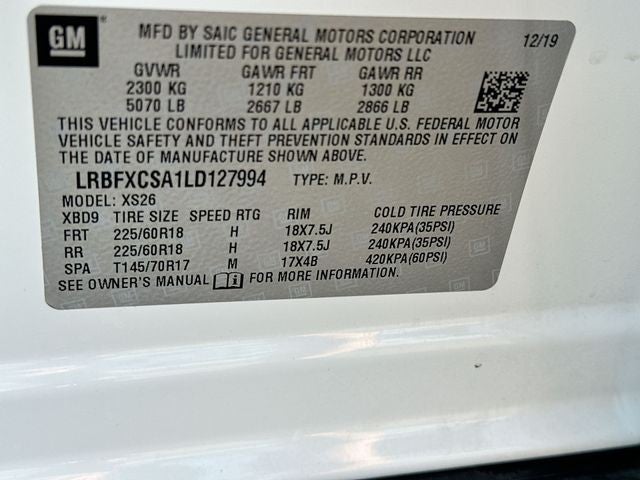 GM
MFD BY SAIC GENERAL MOTORS CORPORATION 12/19
LIMITED FOR GENERAL MOTORS LLC
GVWR GAWR FRT GAWR RR
2300 KG 1210 KG 1300 KG
5070 LB 2667 LB 2866 LB
THIS VEHICLE CONFORMS TO ALL APPLICABLE U.S. FEDERAL MOTOR
VEHICLE SAFETY AND THEFT PREVENTION STANDARDS IN EFFECT ON
THE DATE OF MANUFACTURE SHOWN ABOVE.
LRBFXCSA1LD127994 TYPE: M.P.V.
MODEL: XS26
XBD9 TIRE SIZE SPEED RTG RIM COLD TIRE PRESSURE
FRT 225/60R18 H 18X7.5J 240KPA(35PSI)
RR 225/60R18 H 18X7.5J 240KPA(35PSI)
SPA T145/70R17 M 17X4B 420KPA(60PSI)
SEE OWNER'S MANUAL FOR MORE INFORMATION.